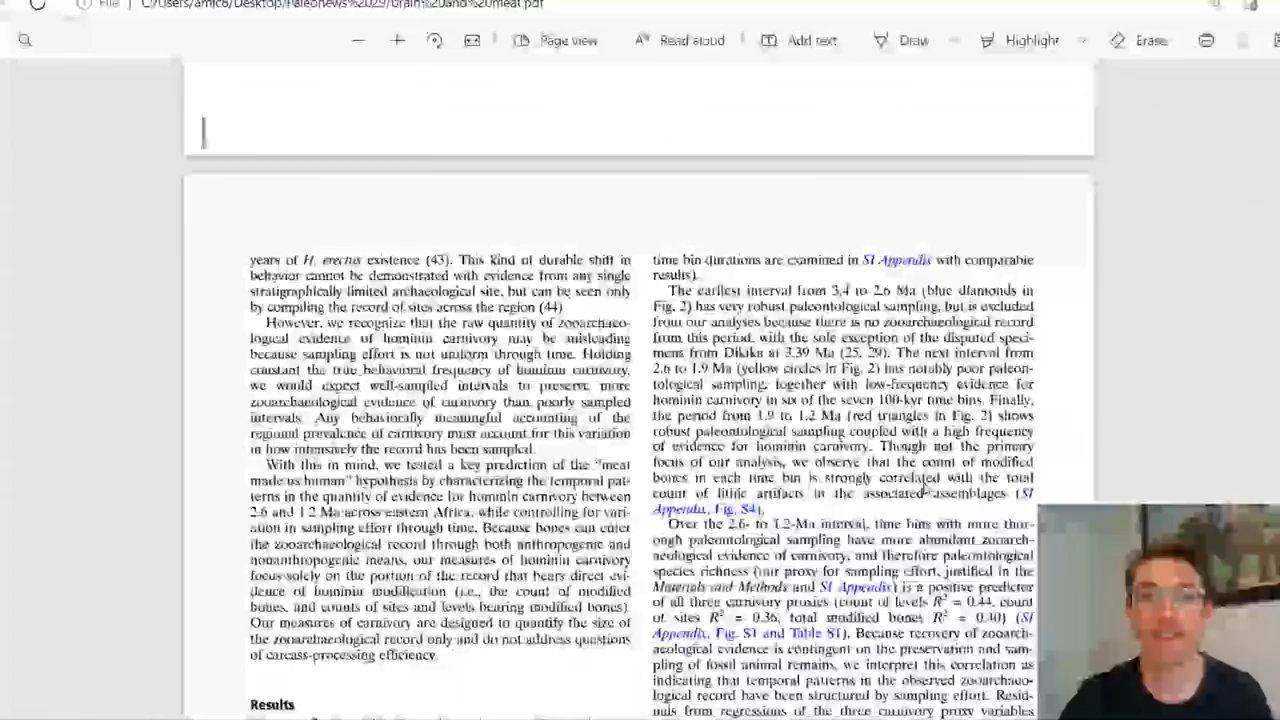 File
C:/Users/amic8/Desktop/Paleonews%2029/brain%20and%20meat.pdf
Page view
Read aloud
Add text
Draw
Highlight
Erase
years of H. erectus existence (43). This kind of durable shift in
behavior cannot be demonstrated with evidence from any single
stratigraphically limited archaeological site, but can be seen only
by compiling the record of sites across the region (44)
However, we recognize that the raw quantity of zooarchaeo-
logical evidence of hominin carnivory may be misleading
because sampling effort is not uniform through time. Holding
constant the true behavioral frequency of hominin carnivory,
we would expect well-sampled intervals to preserve more
zooarchaeological evidence of carnivory than poorly sampled
intervals. Any behaviorally meaningful accounting of the
regional prevalence of carnivory must account for this variation
in how intensively the record has been sampled.
With this in mind, we tested a key prediction of the "meat
made us human" hypothesis by characterizing the temporal pat-
terns in the quantity of evidence for hominin carnivory between
2.6 and 1.2 Ma across eastern Africa, while controlling for vari-
ation in sampling effort through time. Because bones can enter
the zooarchaeological record through both anthropogenic and
nonanthropogenic means, our measures of hominin carnivory
focus solely on the portion of the record that bears direct evi-
dence of hominin modification (i.e., the count of modified
bones, and counts of sites and levels bearing modified bones).
Our measures of carnivory are designed to quantify the size of
the zooarchaeological record only and do not address questions
of carcass-processing efficiency.
Results
time bin durations are examined in SI Appendix with comparable
results).
The earliest interval from 3.4 to 2.6 Ma (blue diamonds in
Fig. 2) has very robust paleontological sampling, but is excluded
from our analyses because there is no zooarchaeological record
from this period, with the sole exception of the disputed speci-
mens from Dikika at 3.39 Ma (25, 29). The next interval from
2.6 to 1.9 Ma (yellow circles in Fig. 2) has notably poor paleon-
tological sampling, together with low-frequency evidence for
hominin carnivory in six of the seven 100-kyr time bins. Finally,
the period from 1.9 to 1.2 Ma (red triangles in Fig. 2) shows
robust paleontological sampling coupled with a high frequency
of evidence for hominin carnivory. Though not the primary
focus of our analysis, we observe that the count of modified
bones in each time bin is strongly correlated with the total
count of lithic artifacts in the associated assemblages (SI
Appendix, Fig. S4).
Over the 2.6- to 1.2-Ma interval, time bins with more thor-
ough paleontological sampling have more abundant zooarch-
aeological evidence of carnivory, and therefore paleontological
species richness (our proxy for sampling effort, justified in the
Materials and Methods and SI Appendix) is a positive predictor
of all three carnivory proxies (count of levels R² = 0.44, count
of sites R² = 0.36, total modified bones R² = 0.40) (SI
Appendix, Fig. S1 and Table S1). Because recovery of zooarch-
aeological evidence is contingent on the preservation and sam-
pling of fossil animal remains, we interpret this correlation as
indicating that temporal patterns in the observed zooarchaeo-
logical record have been structured by sampling effort. Resid-
uals from regressions of the three carnivory proxy variables